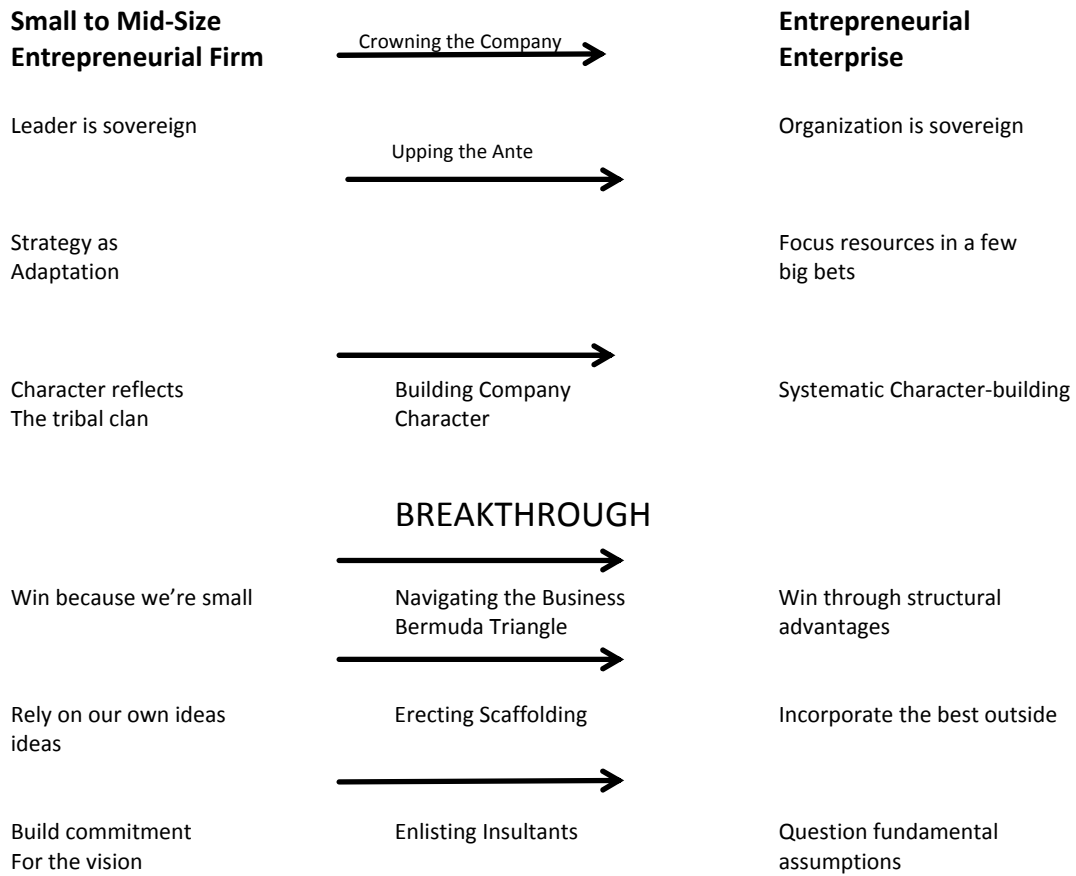 Small to Mid-Size
Entrepreneurial Firm
Crowning the Company
Entrepreneurial
Enterprise
Leader is sovereign
Organization is sovereign
Upping the Ante
Strategy as
Adaptation
Focus resources in a few
big bets
Character reflects
The tribal clan
Building Company
Character
Systematic Character-building
BREAKTHROUGH
Win because we’re small
Navigating the Business
Bermuda Triangle
Win through structural
advantages
Rely on our own ideas
ideas
Erecting Scaffolding
Incorporate the best outside
Build commitment
For the vision
Enlisting Insultants
Question fundamental
assumptions